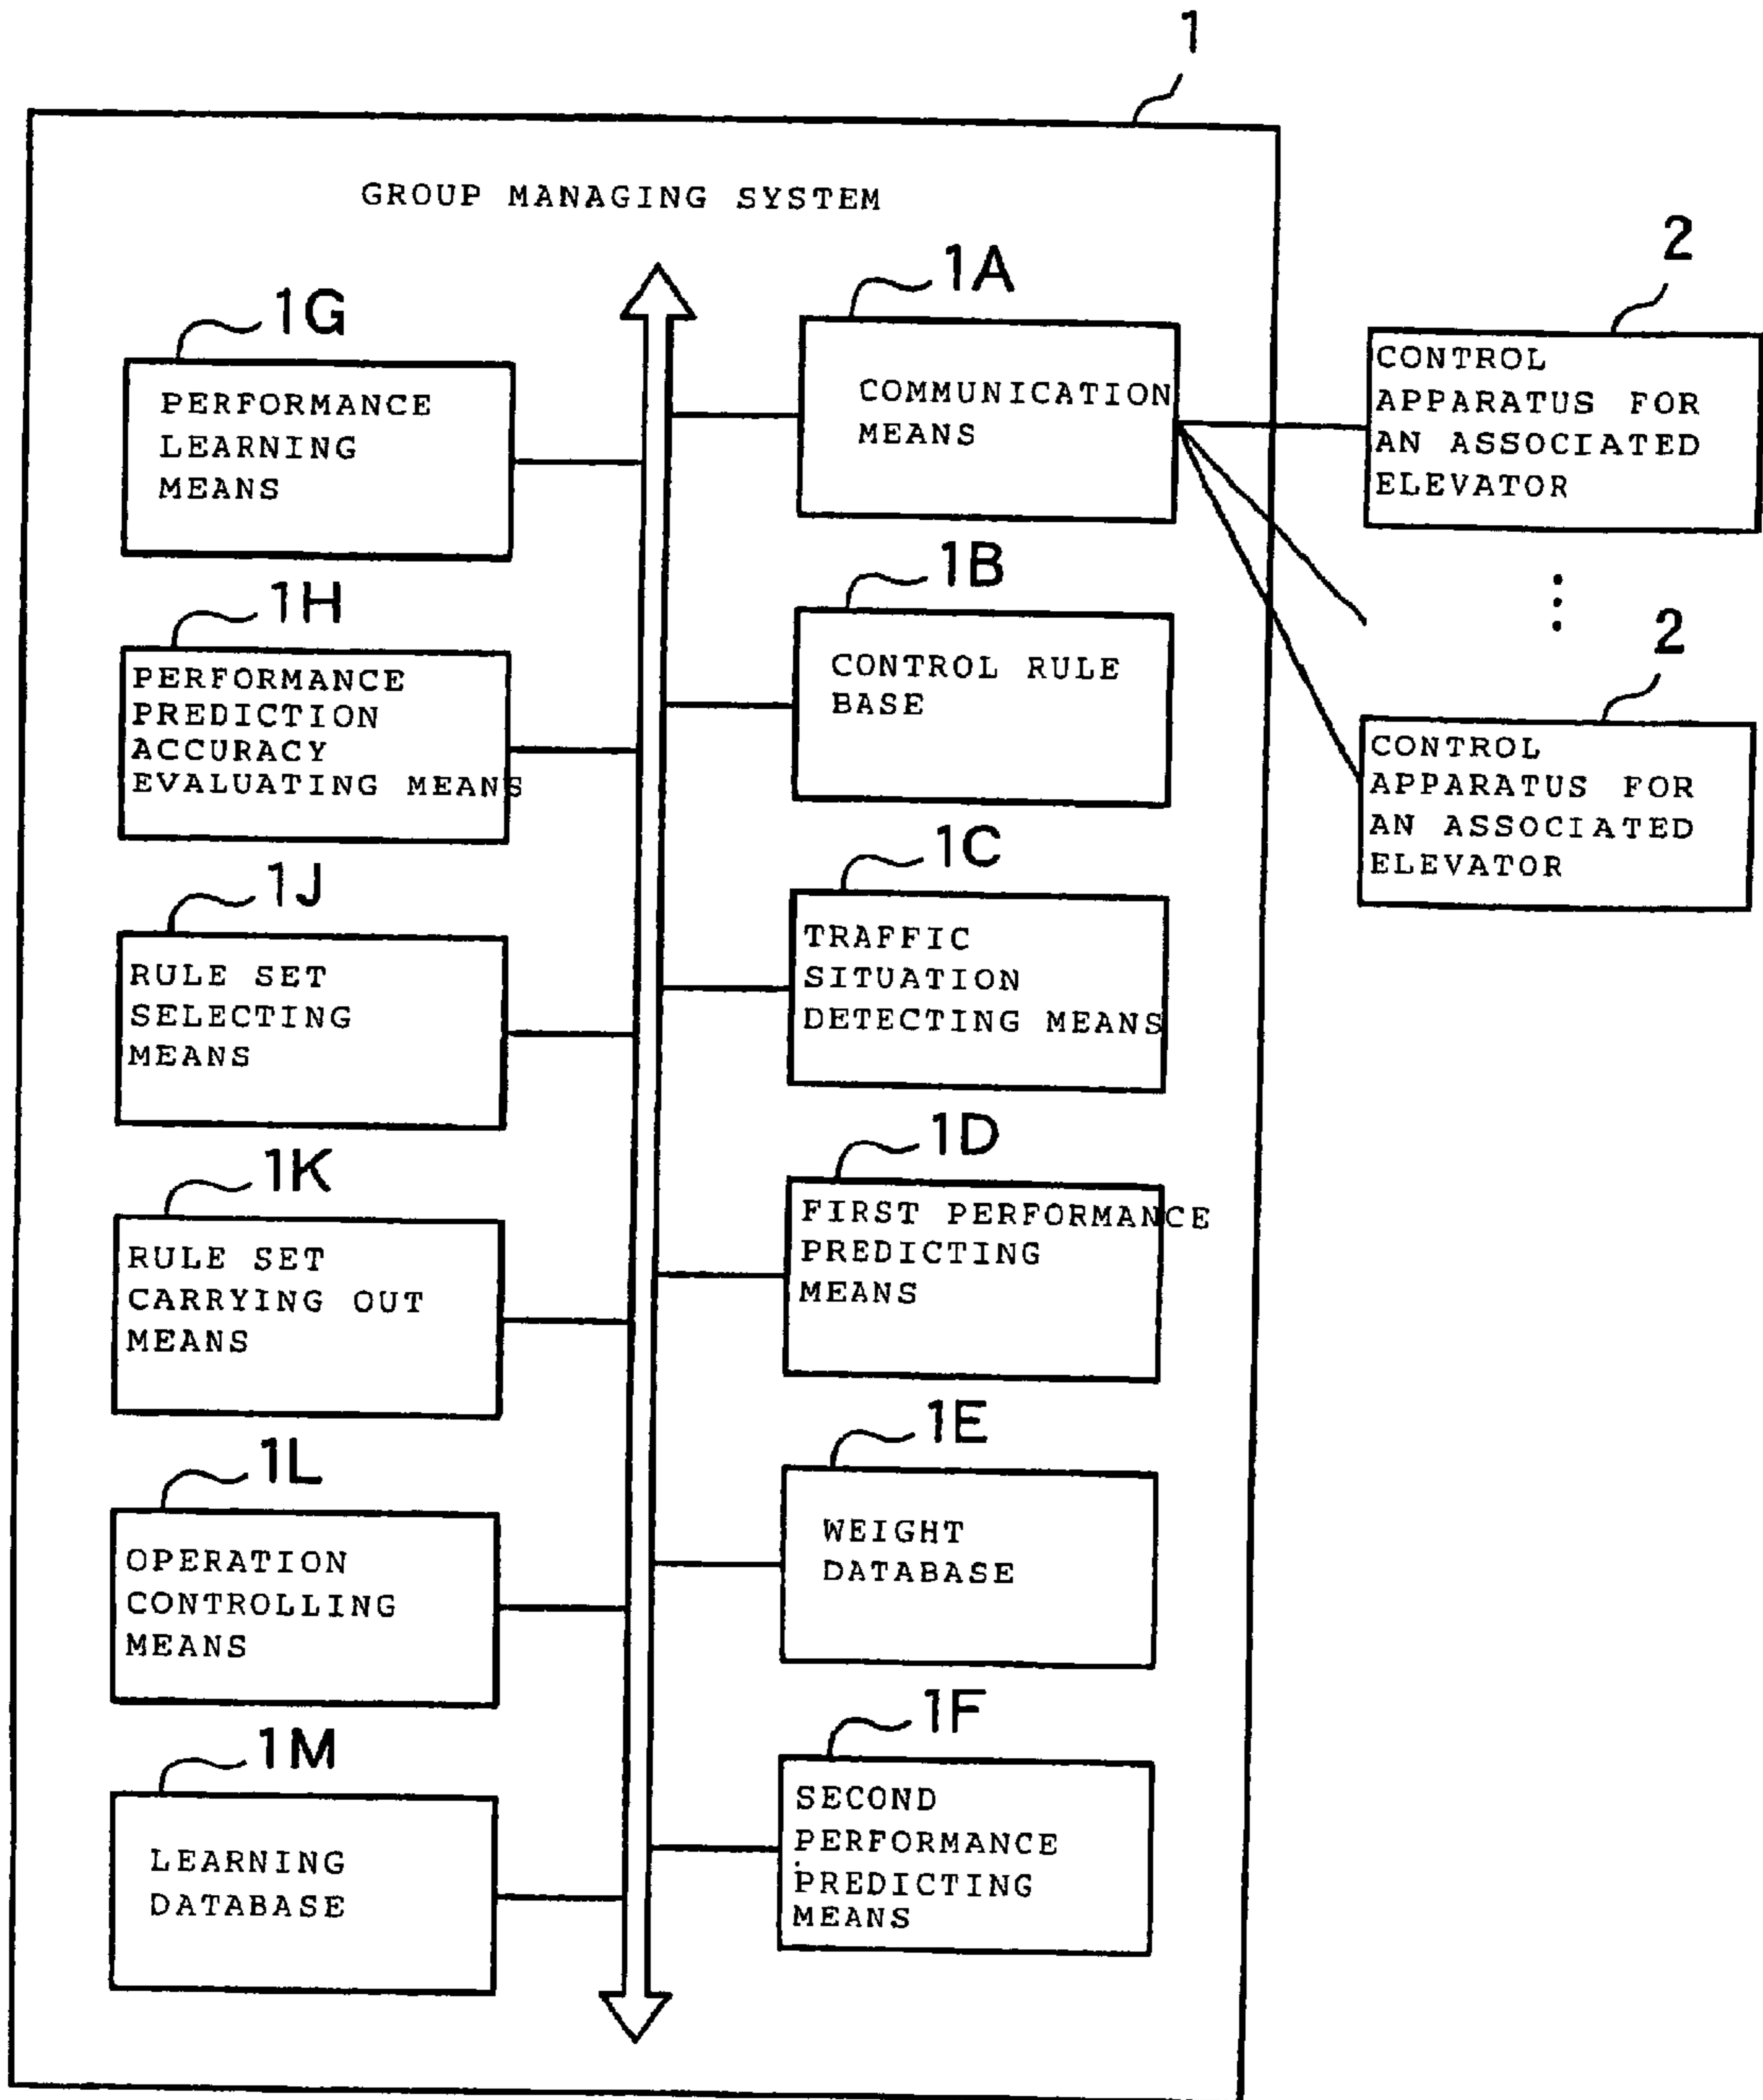 1
GROUP MANAGING SYSTEM
1A
COMMUNICATION
MEANS
1B
CONTROL RULE
BASE
1C
TRAFFIC
SITUATION
DETECTING MEANS
1D
FIRST PERFORMANCE
PREDICTING
MEANS
1E
WEIGHT
DATABASE
1F
SECOND
PERFORMANCE
PREDICTING
MEANS
1G
PERFORMANCE
LEARNING
MEANS
1H
PERFORMANCE
PREDICTION
ACCURACY
EVALUATING MEANS
1J
RULE SET
SELECTING
MEANS
1K
RULE SET
CARRYING OUT
MEANS
1L
OPERATION
CONTROLLING
MEANS
1M
LEARNING
DATABASE
2
CONTROL
APPARATUS FOR
AN ASSOCIATED
ELEVATOR
2
CONTROL
APPARATUS FOR
AN ASSOCIATED
ELEVATOR